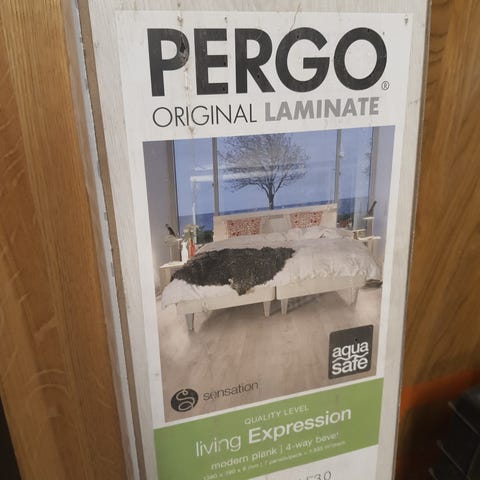 PERGO®
ORIGINAL LAMINATE
aqua
safe
sensation
QUALITY LEVEL
living Expression
modern plank | 4-way bevel